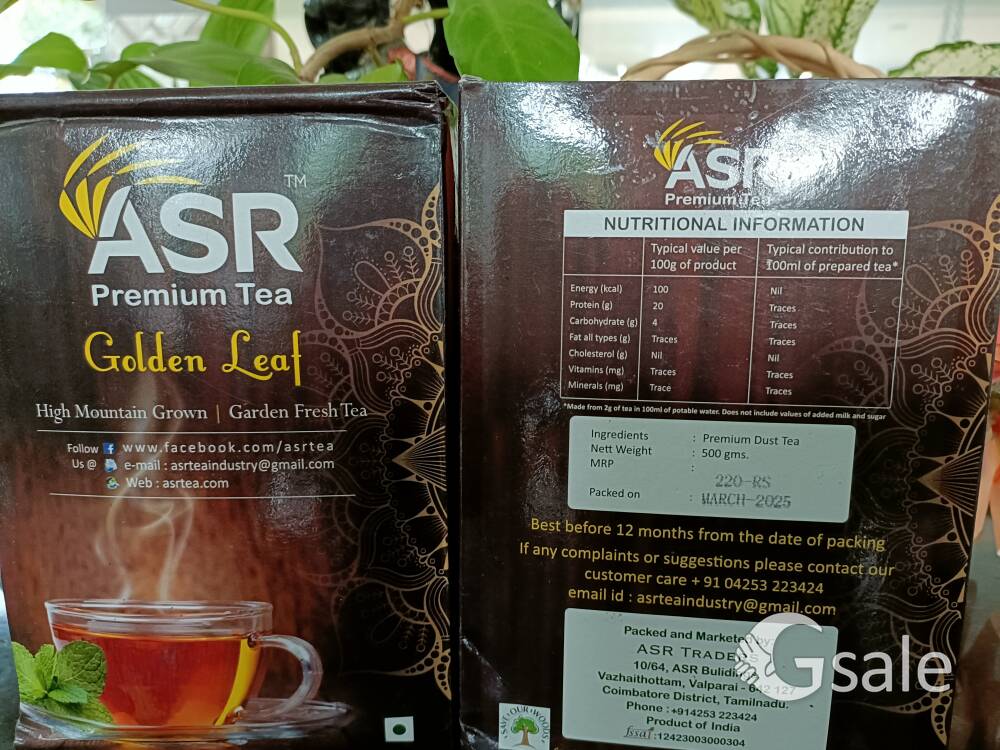 ASR TM
Premium Tea
Golden Leaf
High Mountain Grown | Garden Fresh Tea
Follow www.facebook.com/asrtea
Us @ e-mail : asrteaindustry@gmail.com
Web : asrtea.com
ASR
Premium Tea
NUTRITIONAL INFORMATION
Typical value per 100g of product Typical contribution to 100ml of prepared tea*
Energy (kcal) 100 Nil
Protein (g) 20 Traces
Carbohydrate (g) 4 Traces
Fat all types (g) Traces Traces
Cholesterol (g) Nil Nil
Vitamins (mg) Traces Traces
Minerals (mg) Trace Traces
*Made from 2g of tea in 100ml of potable water. Does not include values of added milk and sugar
Ingredients : Premium Dust Tea
Nett Weight : 500 gms.
MRP : 220-RS
Packed on : MARCH-2025
Best before 12 months from the date of packing
If any complaints or suggestions please contact our
customer care + 91 04253 223424
email id : asrteaindustry@gmail.com
Packed and Marketed by
ASR TRADE
10/64, ASR Buliding
Vazhaithottam, Valparai - 642 127
Coimbatore District, Tamilnadu.
Phone : +914253 223424
Product of India
fssai :12423003000304
SAVE OUR WOODS
Gsale